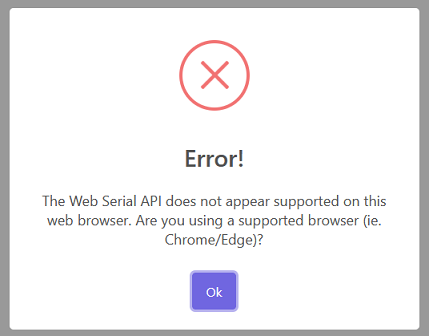 Error!
The Web Serial API does not appear supported on this
web browser. Are you using a supported browser (ie.
Chrome/Edge)?
Ok